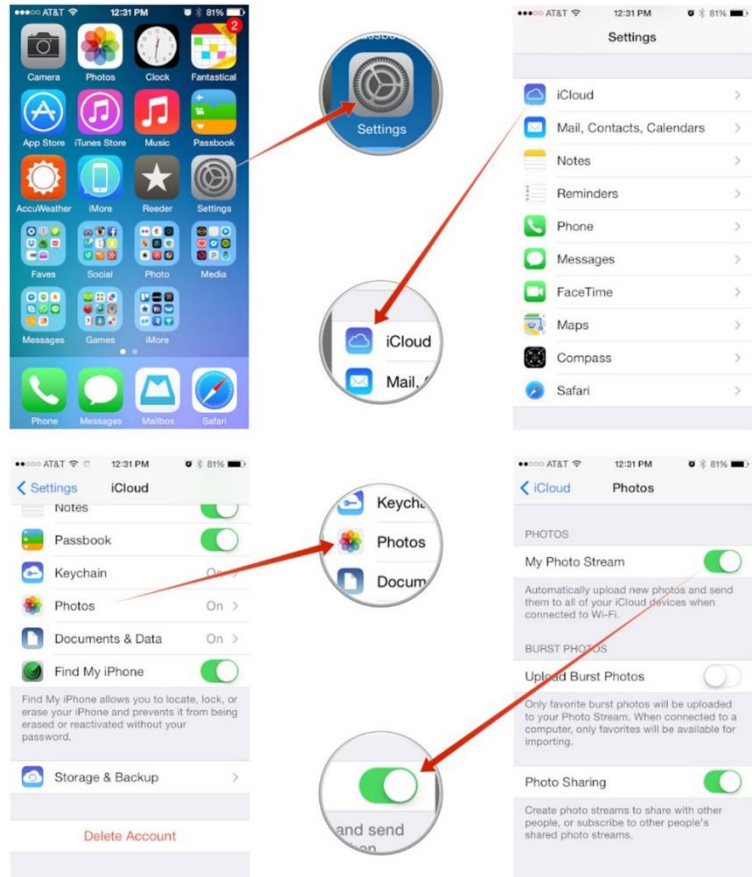 AT&T 12:31 PM 81%
2
Camera Photos Clock Fantastical
App Store iTunes Store Music Passbook
AccuWeather iMore Reeder Settings
Faves Social Photo Media
Messages Games iMore
Phone Messages Mailbox Safari
Settings
iCloud
Mail,
AT&T 12:31 PM 81%
Settings
iCloud
Mail, Contacts, Calendars
Notes
Reminders
Phone
Messages
FaceTime
Maps
Compass
Safari
AT&T 12:31 PM 81%
Settings iCloud
Notes
Passbook
Keychain On
Photos On
Documents & Data On
Find My iPhone
Find My iPhone allows you to locate, lock, or
erase your iPhone and prevents it from being
erased or reactivated without your
password.
Storage & Backup
Delete Account
Keycha
Photos
Docum
and send
AT&T 12:31 PM 81%
iCloud Photos
PHOTOS
My Photo Stream
Automatically upload new photos and send
them to all of your iCloud devices when
connected to Wi-Fi.
BURST PHOTOS
Upload Burst Photos
Only favorite burst photos will be uploaded
to your Photo Stream. When connected to a
computer, only favorites will be available for
importing.
Photo Sharing
Create photo streams to share with other
people, or subscribe to other people's
shared photo streams.